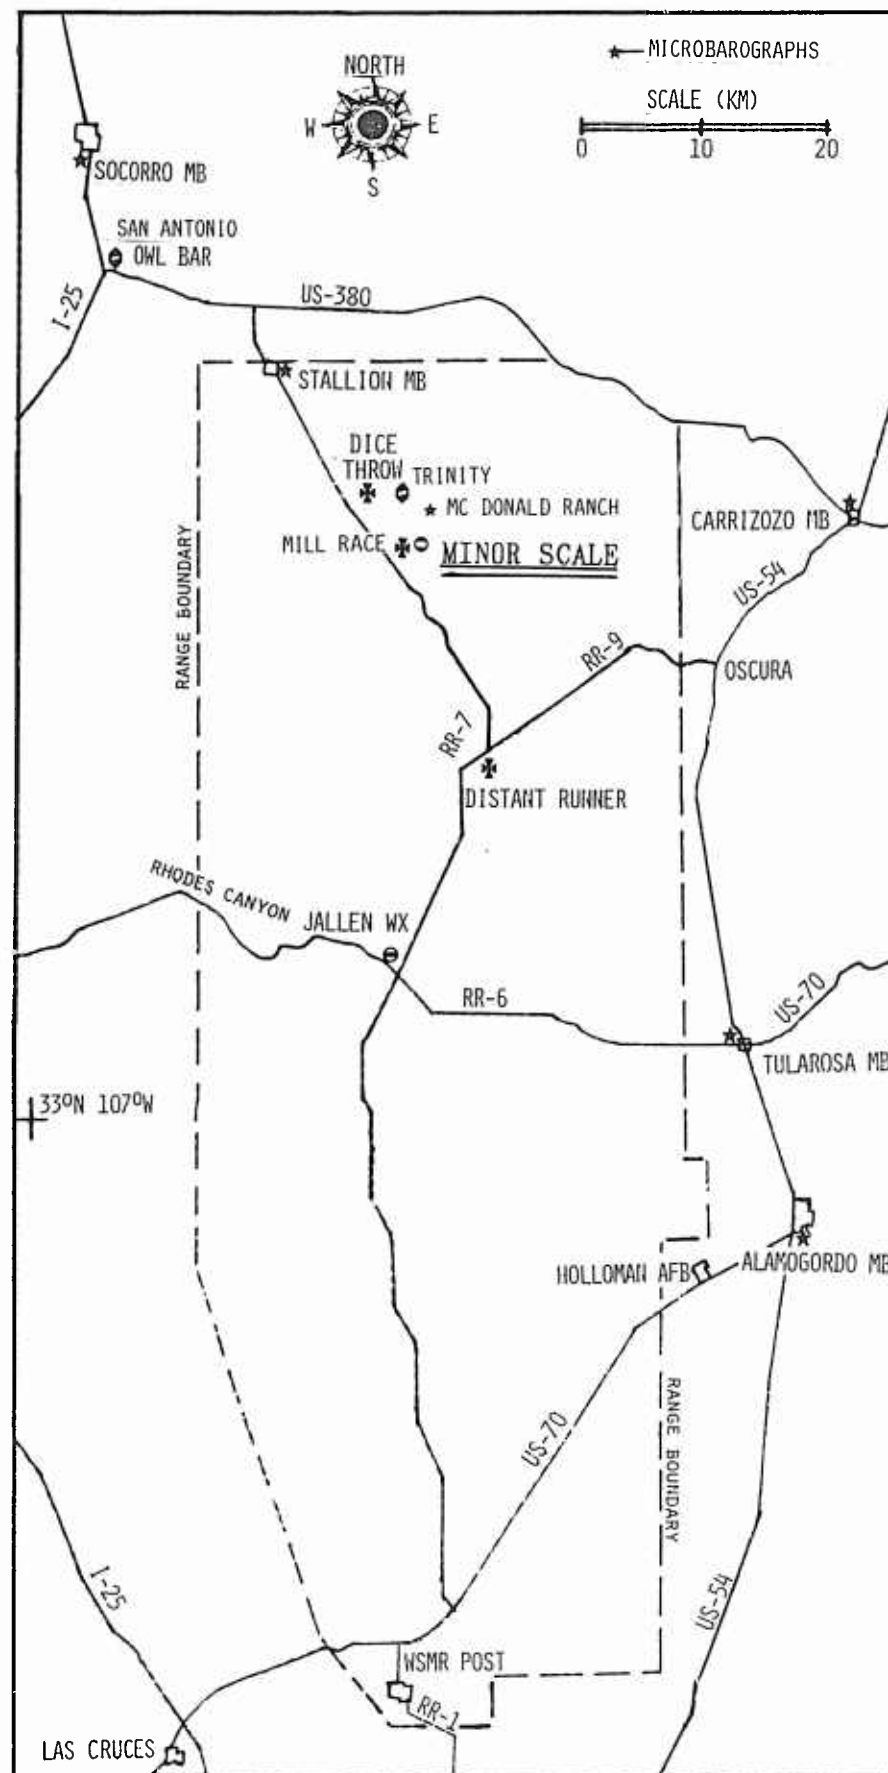 NORTH
W
E
S
MICROBAROGRAPHS
SCALE (KM)
0 10 20
SOCORRO MB
SAN ANTONIO
OWL BAR
I-25
US-380
STALLION MB
DICE
THROW
TRINITY
MC DONALD RANCH
MILL RACE
MINOR SCALE
CARRIZOZO MB
US-54
RANGE BOUNDARY
RR-9
OSCURA
RR-7
DISTANT RUNNER
RHODES CANYON
JALLEN WX
RR-6
US-70
TULAROSA MB
33ºN 107ºW
HOLLOMAN AFB
ALAMOGORDO MB
RANGE BOUNDARY
US-70
I-25
US-54
WSMR POST
RR-1
LAS CRUCES